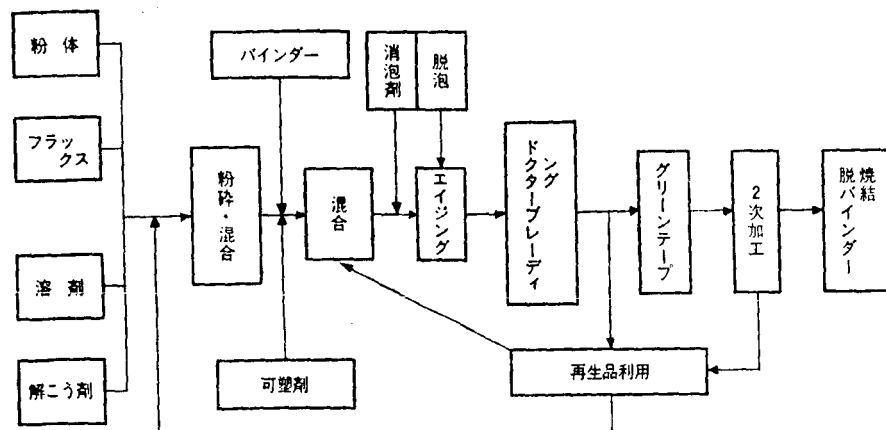 粉体
フラッ
クス
溶剤
解こう剤
バインダー
粉砕・混合
可塑剤
混合
消泡剤
脱泡
エイジング
ドクターブレーディ
ング
グリーンテープ
2次加工
焼結
脱バインダー
再生品利用